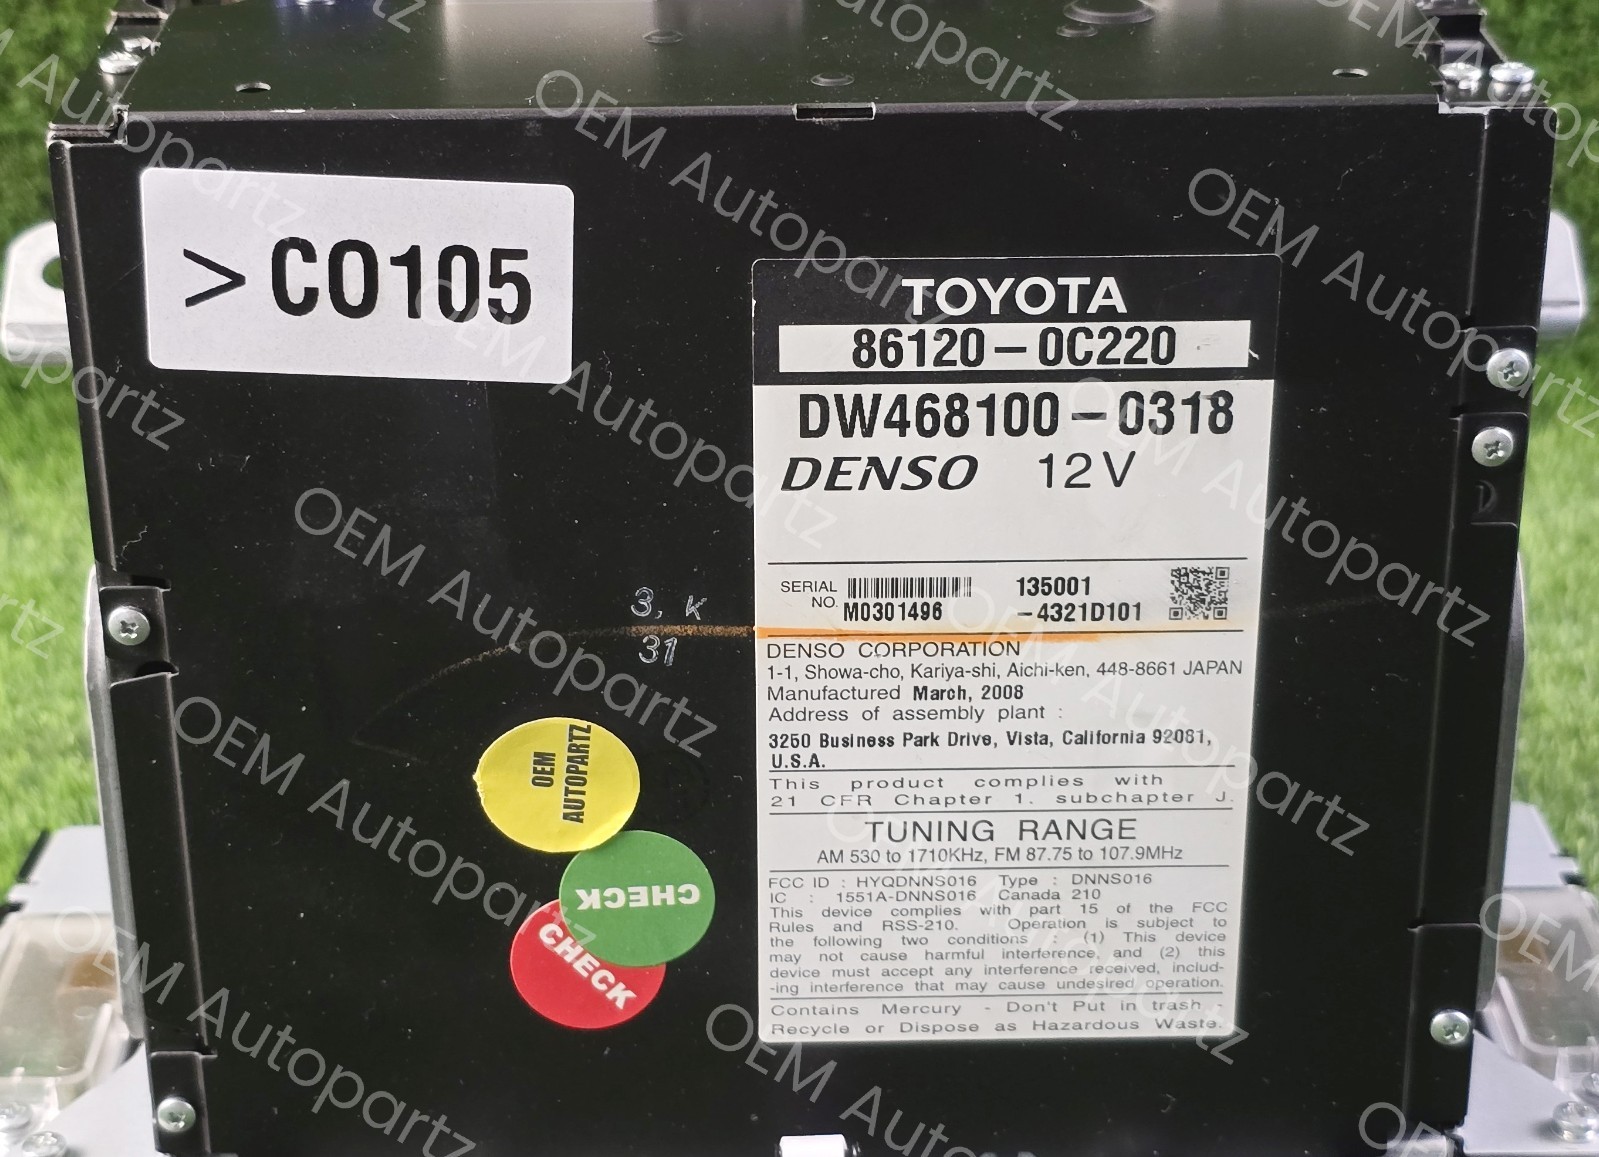 > C0105
TOYOTA
86120-0C220
DW468100-0318
DENSO 12V
SERIAL NO. M0301496
135001
-4321D101
3, K
31
DENSO CORPORATION
1-1, Showa-cho, Kariya-shi, Aichi-ken, 448-8661 JAPAN
Manufactured March, 2008
Address of assembly plant :
3250 Business Park Drive, Vista, California 92081,
U.S.A.
This product complies with
21 CFR Chapter 1. subchapter J.
TUNING RANGE
AM 530 to 1710KHz, FM 87.75 to 107.9MHz
FCC ID : HYQDNNS016 Type : DNNS016
IC : 1551A-DNNS016 Canada 210
This device complies with part 15 of the FCC
Rules and RSS-210. Operation is subject to
the following two conditions : (1) This device
may not cause harmful interference, and (2) this
device must accept any interference received, includ-
-ing interference that may cause undesired operation.
Contains Mercury - Don't Put in trash -
Recycle or Dispose as Hazardous Waste.
OEM
AUTOPARTZ
CHECK
CHECK
D
OEM Autopartz